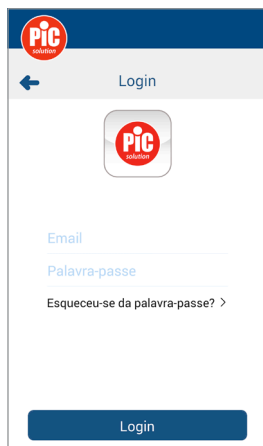 PiC
solution
Login
PiC
solution
Email
Palavra-passe
Esqueceu-se da palavra-passe? >
Login